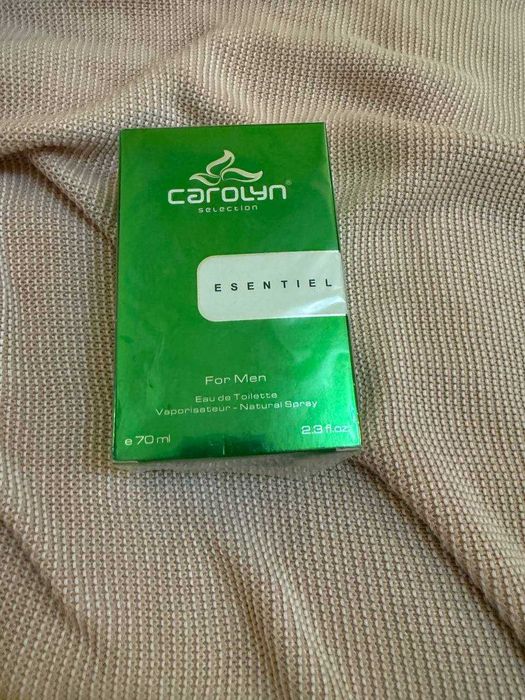 carolyn®
selection
ESENTIEL
For Men
Eau de Toilette
Vaporisateur - Natural Spray
e 70 ml 2.3 fl.oz.